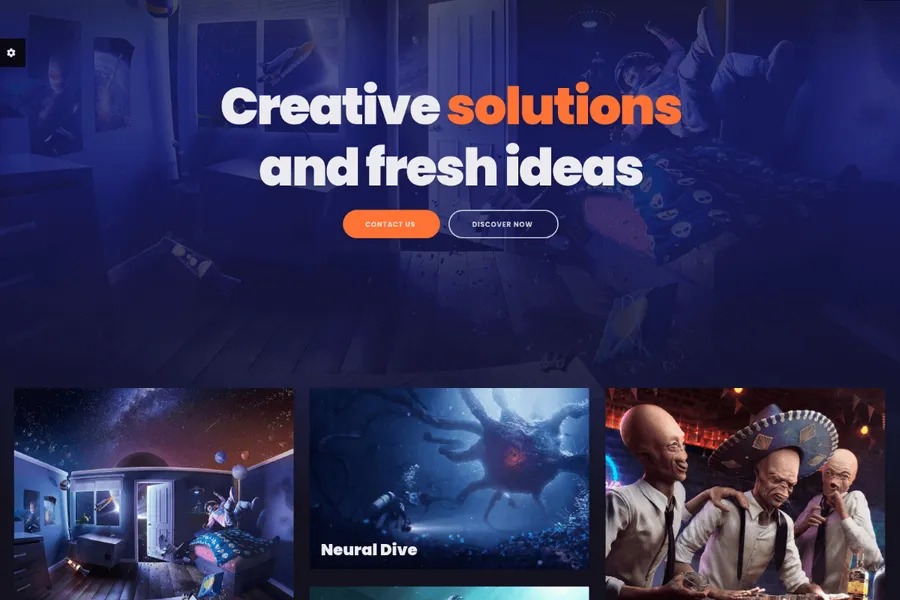 Creative solutions
and fresh ideas
CONTACT US
DISCOVER NOW
Neural Dive